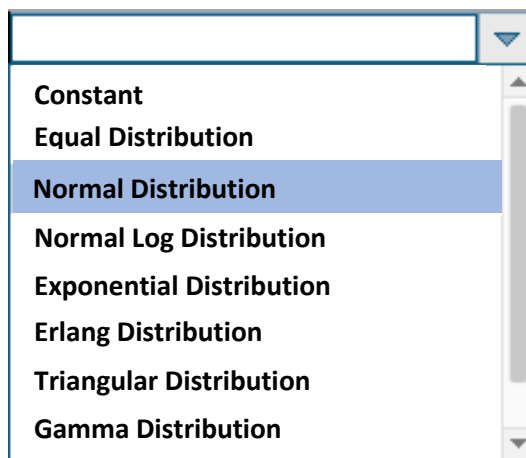 Constant
Equal Distribution
Normal Distribution
Normal Log Distribution
Exponential Distribution
Erlang Distribution
Triangular Distribution
Gamma Distribution